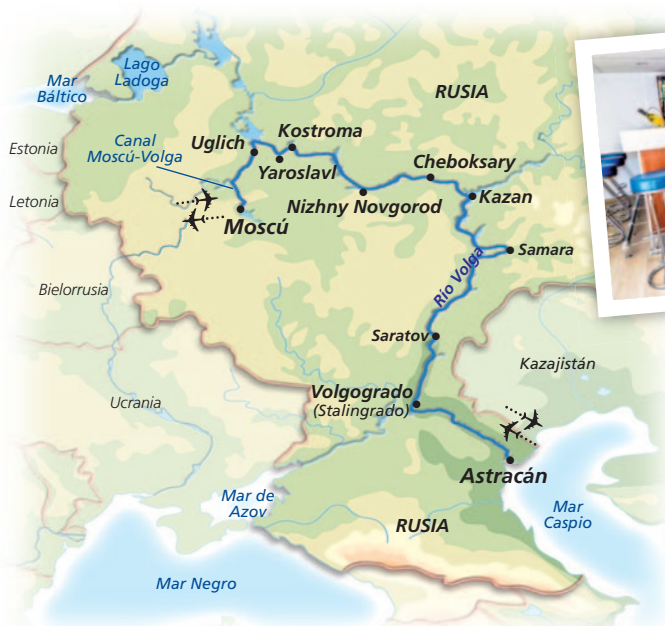 Lago
Ladoga
Mar
Báltico
RUSIA
Estonia
Canal
Moscú-Volga
Uglich
Kostroma
Yaroslavl
Cheboksary
Letonia
Nizhny Novgorod
Kazan
Moscú
Samara
Río Volga
Bielorrusia
Saratov
Kazajistán
Ucrania
Volgogrado
(Stalingrado)
Astracán
Mar de
Azov
Mar
Caspio
RUSIA
Mar Negro